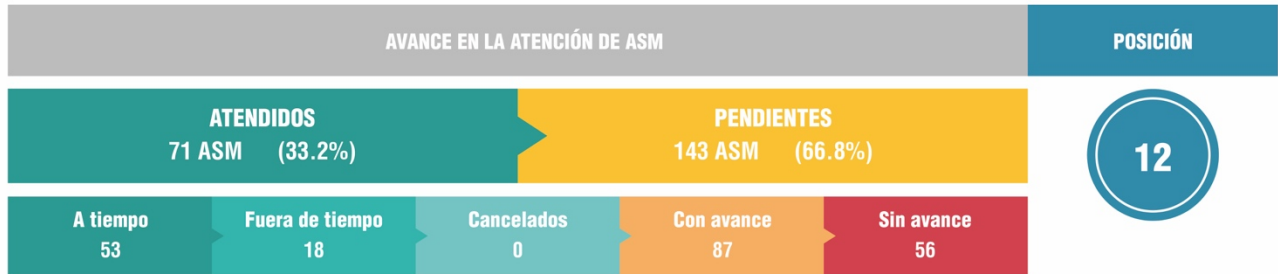 AVANCE EN LA ATENCIÓN DE ASM
POSICIÓN
ATENDIDOS
71 ASM (33.2%)
PENDIENTES
143 ASM (66.8%)
12
A tiempo
53
Fuera de tiempo
18
Cancelados
0
Con avance
87
Sin avance
56